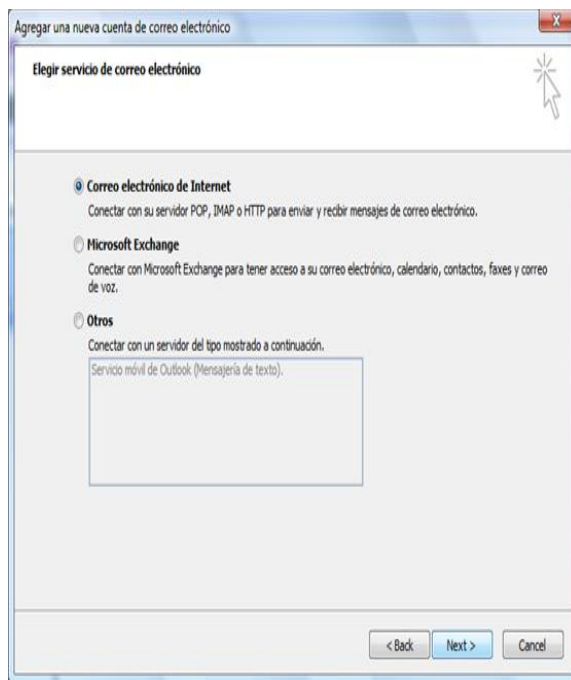 Agregar una nueva cuenta de correo electrónico
Elegir servicio de correo electrónico
Correo electrónico de Internet
Conectar con su servidor POP, IMAP o HTTP para enviar y recibir mensajes de correo electrónico.
Microsoft Exchange
Conectar con Microsoft Exchange para tener acceso a su correo electrónico, calendario, contactos, faxes y correo
de voz.
Otros
Conectar con un servidor del tipo mostrado a continuación.
Servicio móvil de Outlook (Mensajería de texto).
< Back Next > Cancel